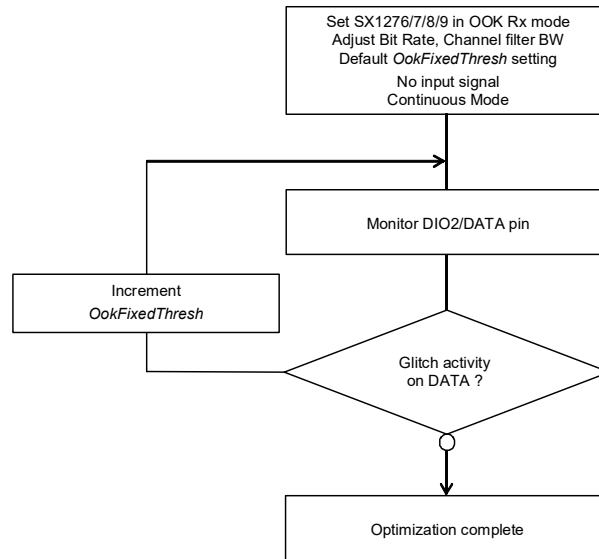 Set SX1276/7/8/9 in OOK Rx mode
Adjust Bit Rate, Channel filter BW
Default OokFixedThresh setting
No input signal
Continuous Mode
Monitor DIO2/DATA pin
Increment
OokFixedThresh
Glitch activity
on DATA ?
Optimization complete